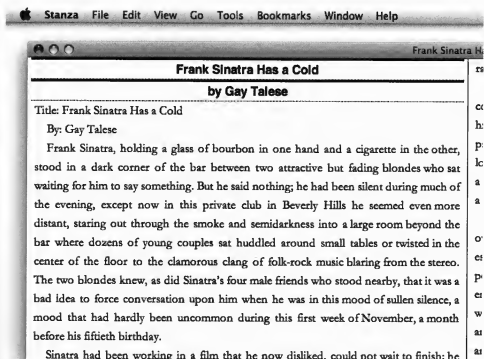 Stanza File Edit View Go Tools Bookmarks Window Help
Frank Sinatra
Frank Sinatra Has a Cold
by Gay Talese
Title: Frank Sinatra Has a Cold
By: Gay Talese
Frank Sinatra, holding a glass of bourbon in one hand and a cigarette in the other,
stood in a dark corner of the bar between two attractive but fading blondes who sat
waiting for him to say something. But he said nothing; he had been silent during much of
the evening, except now in this private club in Beverly Hills he seemed even more
distant, staring out through the smoke and semidarkness into a large room beyond the
bar where dozens of young couples sat huddled around small tables or twisted in the
center of the floor to the clamorous clang of folk-rock music blaring from the stereo.
The two blondes knew, as did Sinatra's four male friends who stood nearby, that it was a
bad idea to force conversation upon him when he was in this mood of sullen silence, a
mood that had hardly been uncommon during this first week of November, a month
before his fiftieth birthday.
Sinatra had been working in a film that he now disliked, could not wait to finish; he